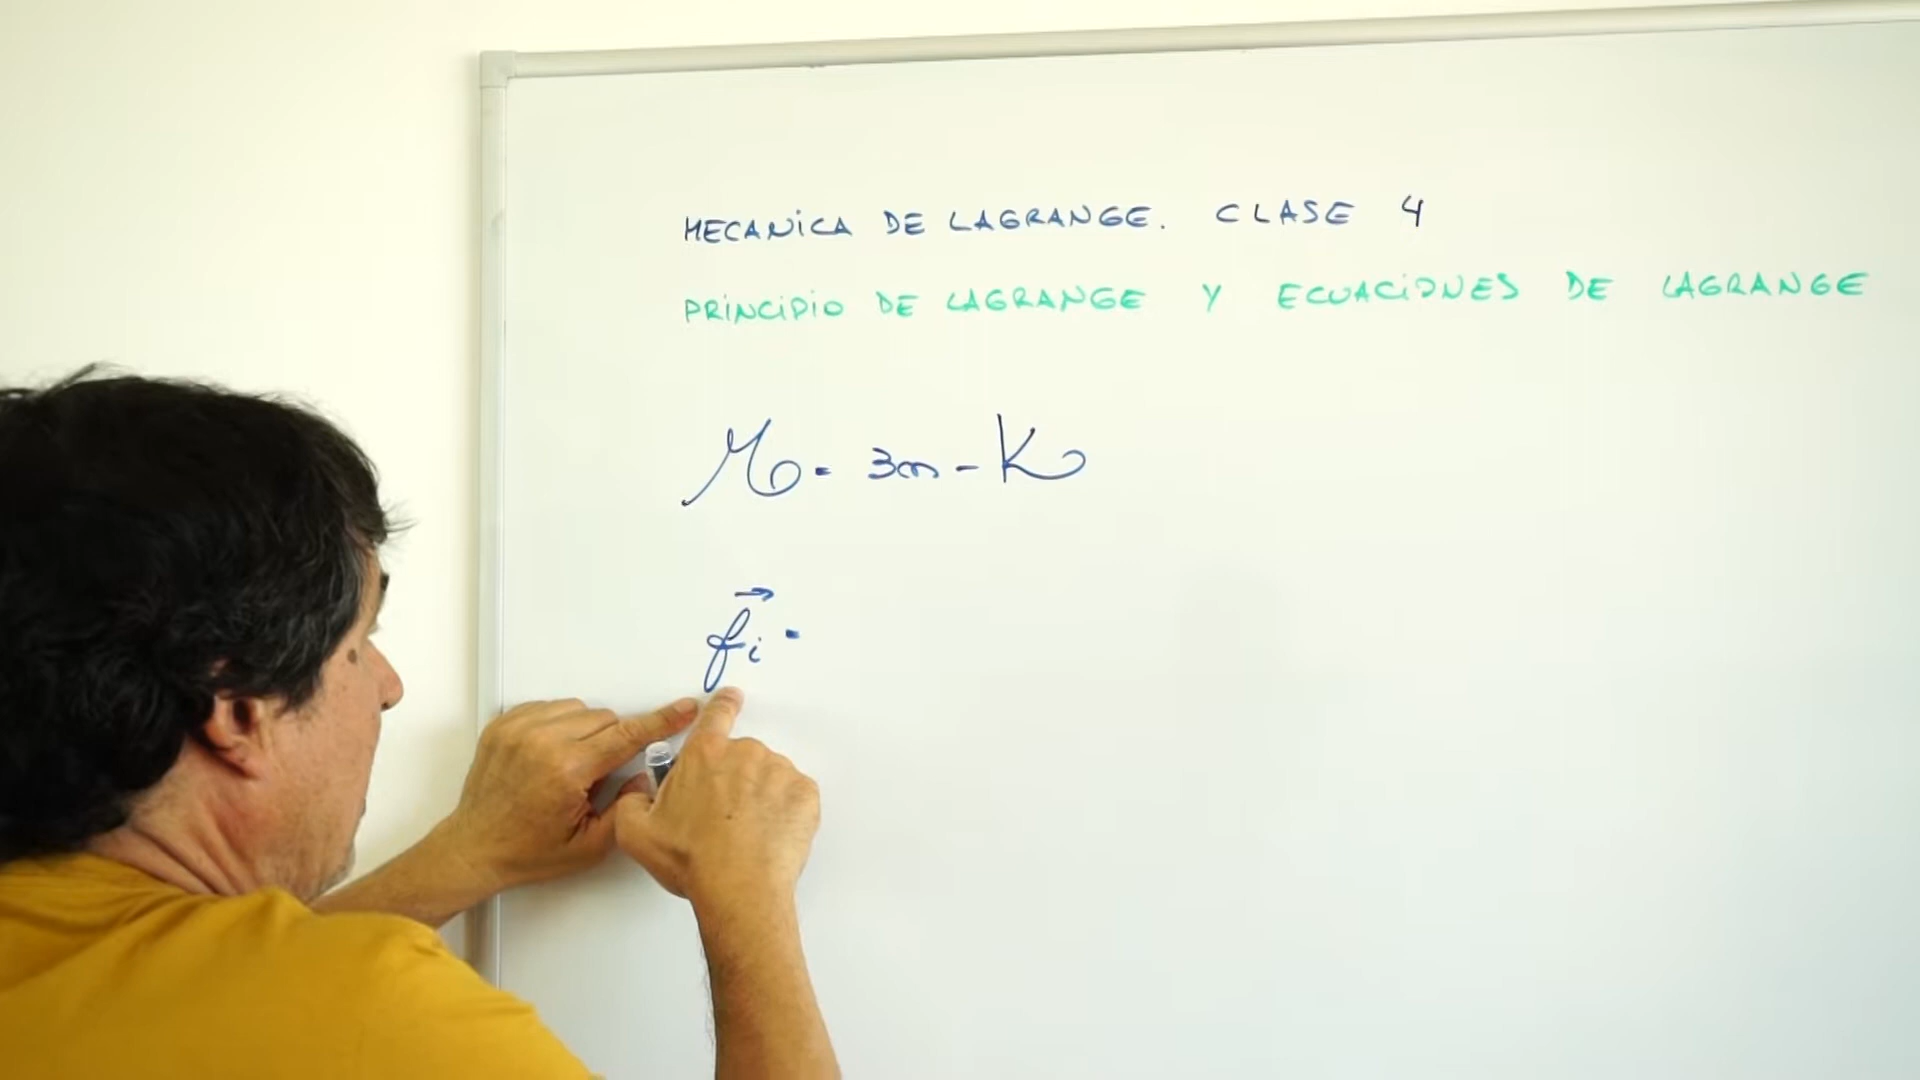 MECANICA DE LAGRANGE. CLASE 4
PRINCIPIO DE LAGRANGE Y ECUACIONES DE LAGRANGE
M = 3m - K
f⃗i =